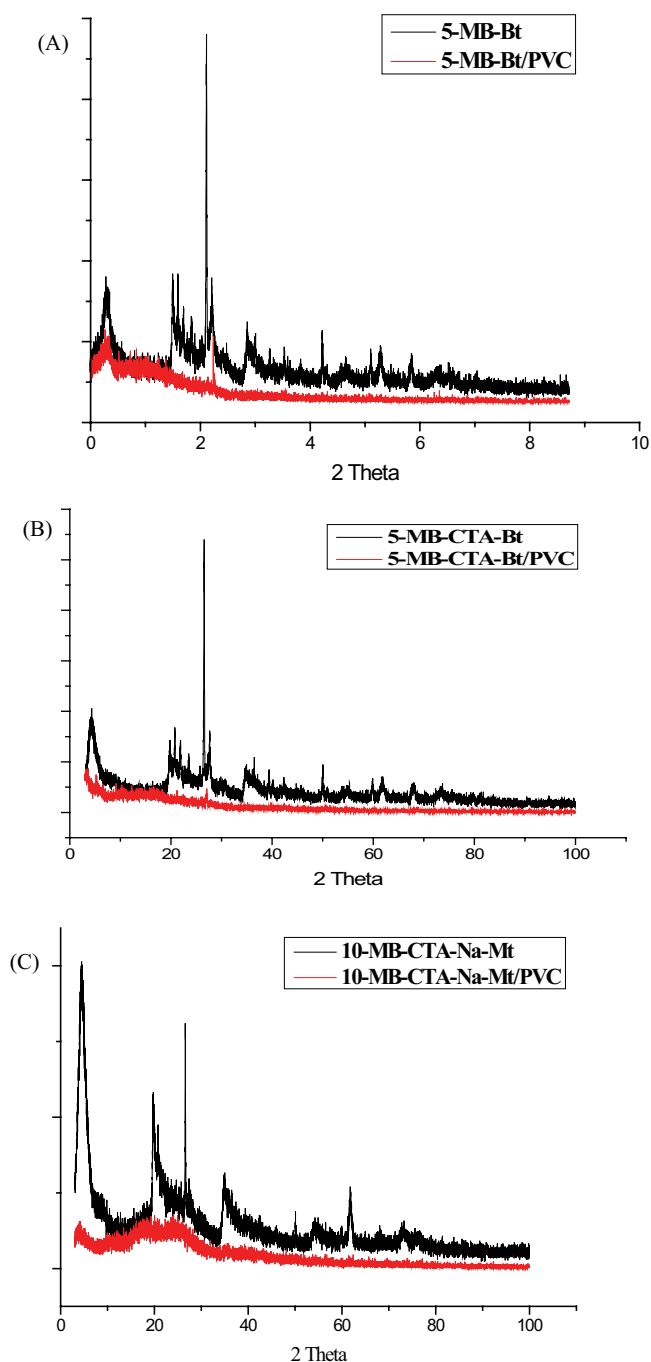 (A)
5-MB-Bt
5-MB-Bt/PVC
0 2 4 6 8 10
2 Theta
(B)
5-MB-CTA-Bt
5-MB-CTA-Bt/PVC
0 20 40 60 80 100
2 Theta
(C)
10-MB-CTA-Na-Mt
10-MB-CTA-Na-Mt/PVC
0 20 40 60 80 100
2 Theta